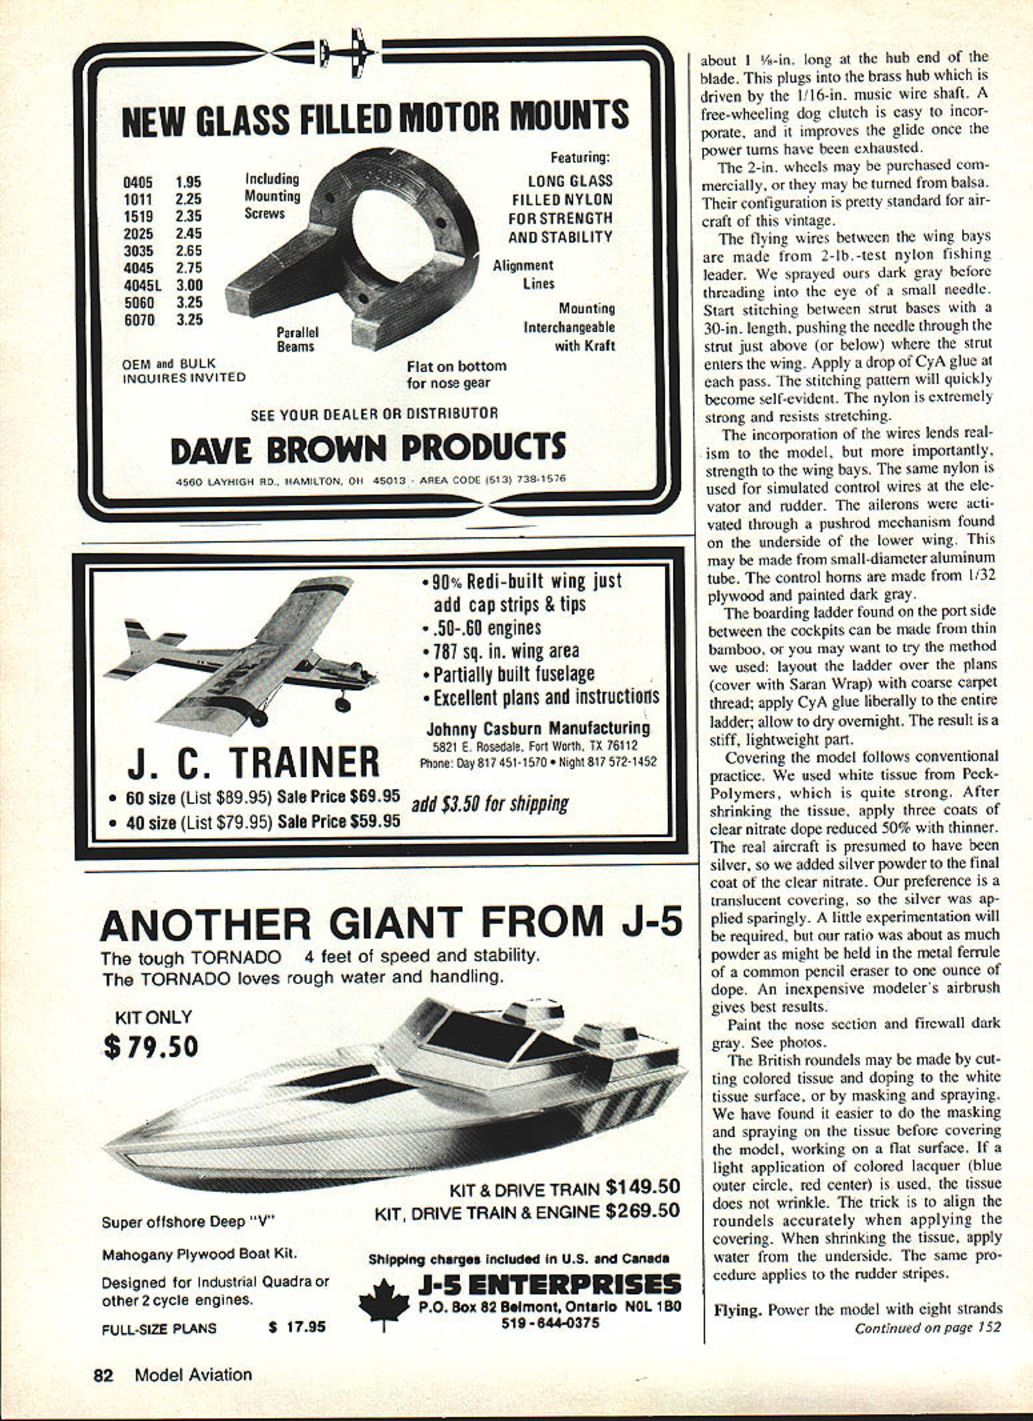 NEW GLASS FILLED MOTOR MOUNTS
0405 1.95
1011 2.25
1519 2.35
2025 2.45
3035 2.65
4045 2.75
4045L 3.00
5060 3.25
6070 3.25
Including
Mounting
Screws
Featuring:
LONG GLASS
FILLED NYLON
FOR STRENGTH
AND STABILITY
Alignment
Lines
Mounting
Interchangeable
with Kraft
Parallel
Beams
Flat on bottom
for nose gear
OEM and BULK
INQUIRES INVITED
SEE YOUR DEALER OR DISTRIBUTOR
DAVE BROWN PRODUCTS
4560 LAYHIGH RD., HAMILTON, OH 45013 - AREA CODE (513) 738-1576
• 90% Redi-built wing just
add cap strips & tips
• .50-.60 engines
• 787 sq. in. wing area
• Partially built fuselage
• Excellent plans and instructions
Johnny Casburn Manufacturing
5821 E. Rosedale, Fort Worth, TX 76112
Phone: Day 817 451-1570 • Night 817 572-1452
J. C. TRAINER
• 60 size (List $89.95) Sale Price $69.95
• 40 size (List $79.95) Sale Price $59.95
add $3.50 for shipping
ANOTHER GIANT FROM J-5
The tough TORNADO 4 feet of speed and stability.
The TORNADO loves rough water and handling.
KIT ONLY
$79.50
KIT & DRIVE TRAIN $149.50
KIT, DRIVE TRAIN & ENGINE $269.50
Super offshore Deep "V"
Mahogany Plywood Boat Kit.
Designed for Industrial Quadra or
other 2 cycle engines.
FULL-SIZE PLANS $ 17.95
Shipping charges included in U.S. and Canada
J-5 ENTERPRISES
P.O. Box 82 Belmont, Ontario N0L 1B0
519-644-0375
about 1 ⅛-in. long at the hub end of the
blade. This plugs into the brass hub which is
driven by the 1/16-in. music wire shaft. A
free-wheeling dog clutch is easy to incor-
porate, and it improves the glide once the
power turns have been exhausted.
The 2-in. wheels may be purchased com-
mercially, or they may be turned from balsa.
Their configuration is pretty standard for air-
craft of this vintage.
The flying wires between the wing bays
are made from 2-lb.-test nylon fishing
leader. We sprayed ours dark gray before
threading into the eye of a small needle.
Start stitching between strut bases with a
30-in. length, pushing the needle through the
strut just above (or below) where the strut
enters the wing. Apply a drop of CyA glue at
each pass. The stitching pattern will quickly
become self-evident. The nylon is extremely
strong and resists stretching.
The incorporation of the wires lends real-
ism to the model, but more importantly,
strength to the wing bays. The same nylon is
used for simulated control wires at the ele-
vator and rudder. The ailerons were acti-
vated through a pushrod mechanism found
on the underside of the lower wing. This
may be made from small-diameter aluminum
tube. The control horns are made from 1/32
plywood and painted dark gray.
The boarding ladder found on the port side
between the cockpits can be made from thin
bamboo, or you may want to try the method
we used: layout the ladder over the plans
(cover with Saran Wrap) with coarse carpet
thread; apply CyA glue liberally to the entire
ladder; allow to dry overnight. The result is a
stiff, lightweight part.
Covering the model follows conventional
practice. We used white tissue from Peck-
Polymers, which is quite strong. After
shrinking the tissue, apply three coats of
clear nitrate dope reduced 50% with thinner.
The real aircraft is presumed to have been
silver, so we added silver powder to the final
coat of the clear nitrate. Our preference is a
translucent covering, so the silver was ap-
plied sparingly. A little experimentation will
be required, but our ratio was about as much
powder as might be held in the metal ferrule
of a common pencil eraser to one ounce of
dope. An inexpensive modeler's airbrush
gives best results.
Paint the nose section and firewall dark
gray. See photos.
The British roundels may be made by cut-
ting colored tissue and doping to the white
tissue surface, or by masking and spraying.
We have found it easier to do the masking
and spraying on the tissue before covering
the model, working on a flat surface. If a
light application of colored lacquer (blue
outer circle, red center) is used, the tissue
does not wrinkle. The trick is to align the
roundels accurately when applying the
covering. When shrinking the tissue, apply
water from the underside. The same pro-
cedure applies to the rudder stripes.
Flying. Power the model with eight strands
Continued on page 152
82 Model Aviation